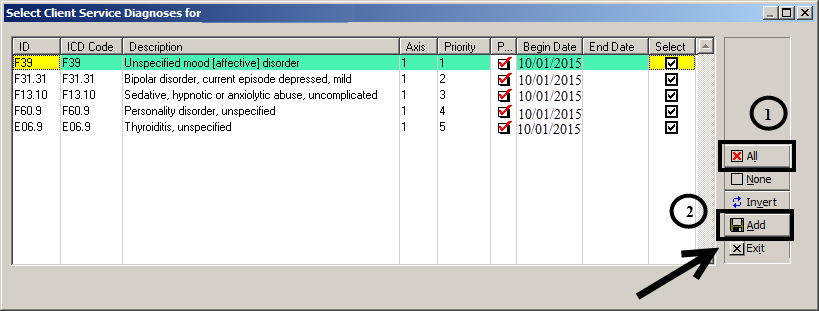 Select Client Service Diagnoses for
ID ICD Code Description Axis Priority P... Begin Date End Date Select
F39 F39 Unspecified mood [affective] disorder 1 1 10/01/2015
F31.31 F31.31 Bipolar disorder, current episode depressed, mild 1 2 10/01/2015
F13.10 F13.10 Sedative, hypnotic or anxiolytic abuse, uncomplicated 1 3 10/01/2015
F60.9 F60.9 Personality disorder, unspecified 1 4 10/01/2015
E06.9 E06.9 Thyroiditis, unspecified 1 5 10/01/2015
1
All
None
Invert
2
Add
Exit